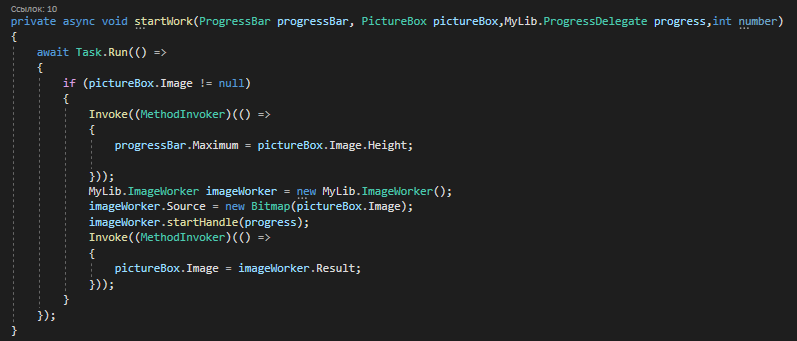 Ссылок: 10
private async void startWork(ProgressBar progressBar, PictureBox pictureBox,MyLib.ProgressDelegate progress,int number)
{
    await Task.Run(() =>
    {
        if (pictureBox.Image != null)
        {
            Invoke((MethodInvoker)(() =>
            {
                progressBar.Maximum = pictureBox.Image.Height;

            }));
            MyLib.ImageWorker imageWorker = new MyLib.ImageWorker();
            imageWorker.Source = new Bitmap(pictureBox.Image);
            imageWorker.startHandle(progress);
            Invoke((MethodInvoker)(() =>
            {
                pictureBox.Image = imageWorker.Result;
            }));
        }
    });
}